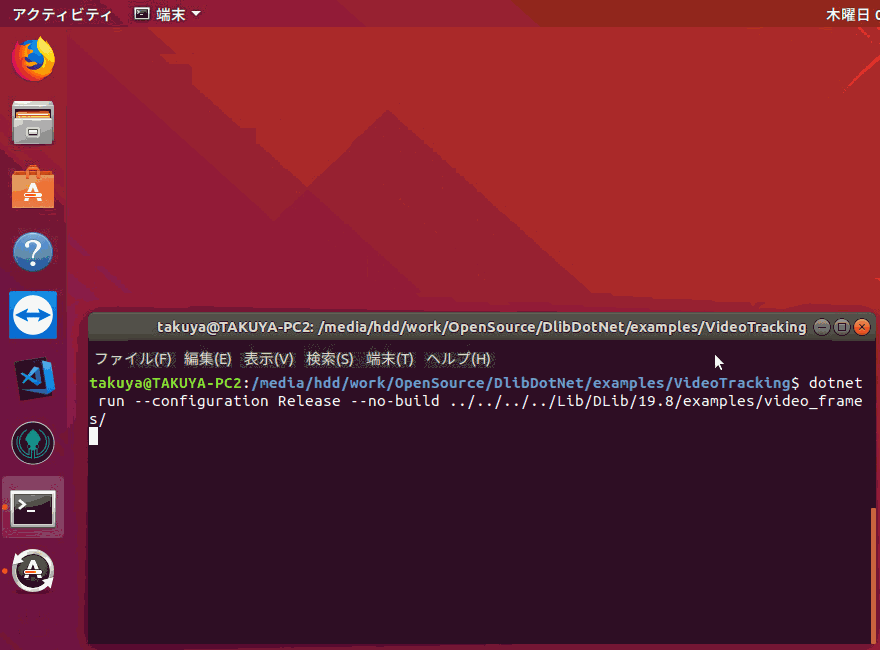 アクティビティ 端末 木曜日 0
takuya@TAKUYA-PC2: /media/hdd/work/OpenSource/DlibDotNet/examples/VideoTracking
ファイル(F) 編集(E) 表示(V) 検索(S) 端末(T) ヘルプ(H)
takuya@TAKUYA-PC2:/media/hdd/work/OpenSource/DlibDotNet/examples/VideoTracking$ dotnet
run --configuration Release --no-build ../../../../Lib/DLib/19.8/examples/video_frame
s/